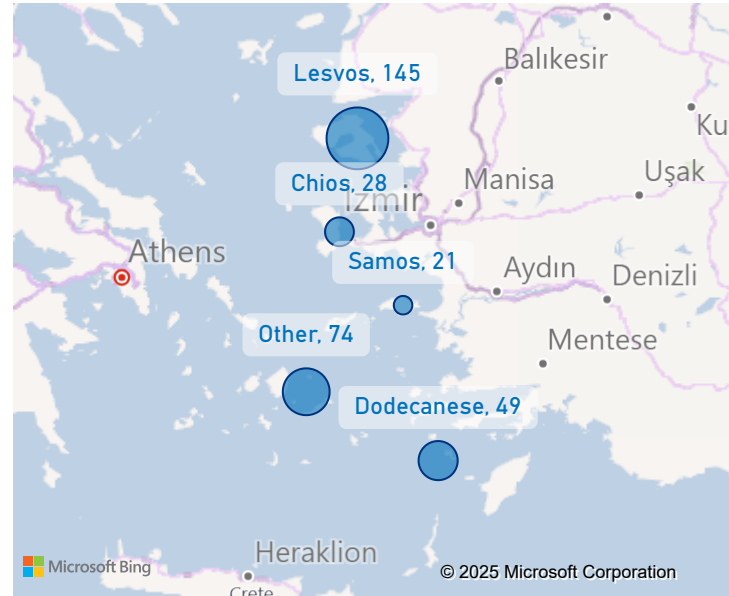 Balıkesir
Lesvos, 145
Ku
Uşak
Chios, 28
Manisa
İzmir
Athens
Samos, 21
Aydın
Denizli
Other, 74
Mentese
Dodecanese, 49
Heraklion
Microsoft Bing
© 2025 Microsoft Corporation
Crete